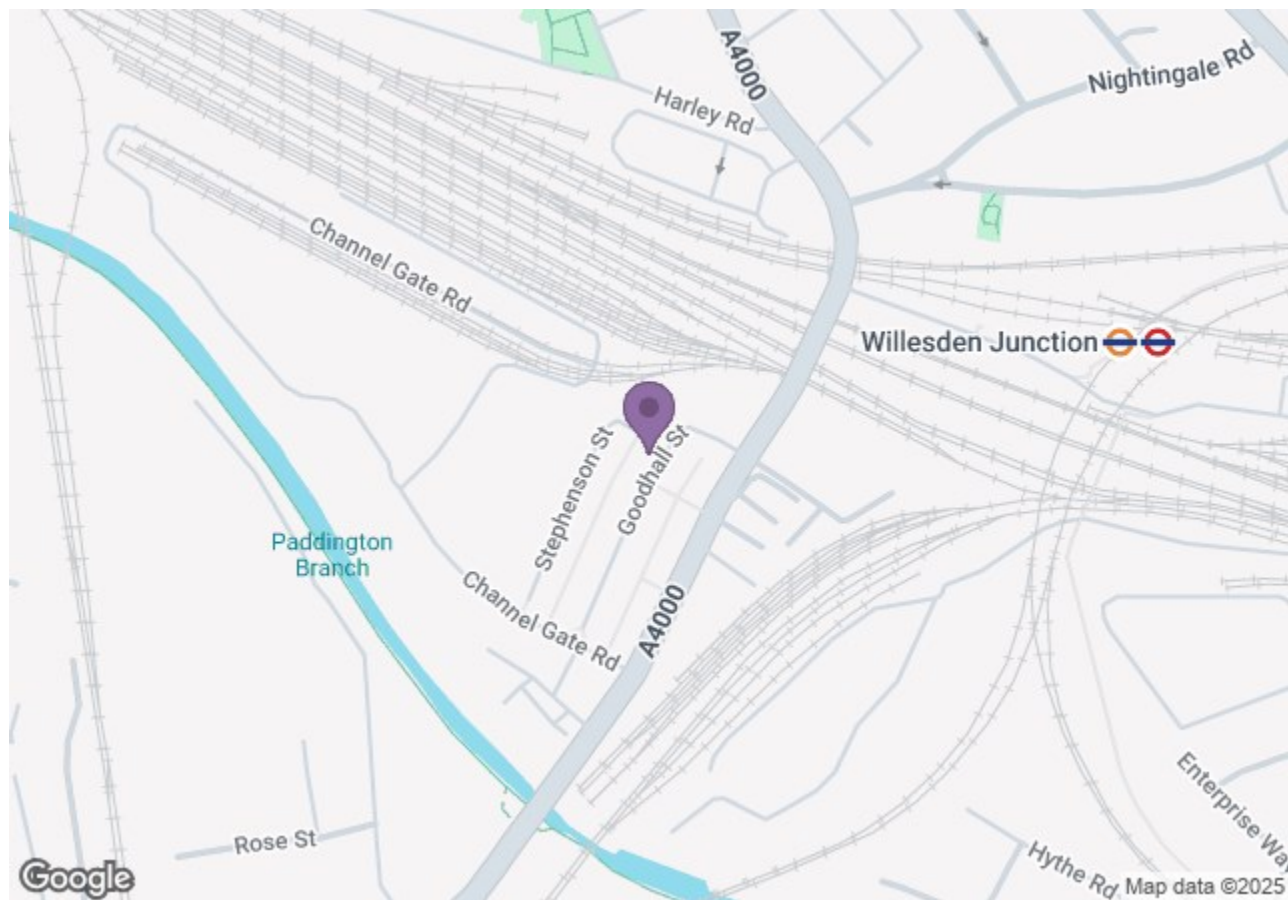 A4000
Nightingale Rd
Harley Rd
Channel Gate Rd
Willesden Junction
Stephenson St
Goodhall St
Paddington
Branch
Channel Gate Rd
A4000
Enterprise Way
Rose St
Hythe Rd
Google
Map data ©2025